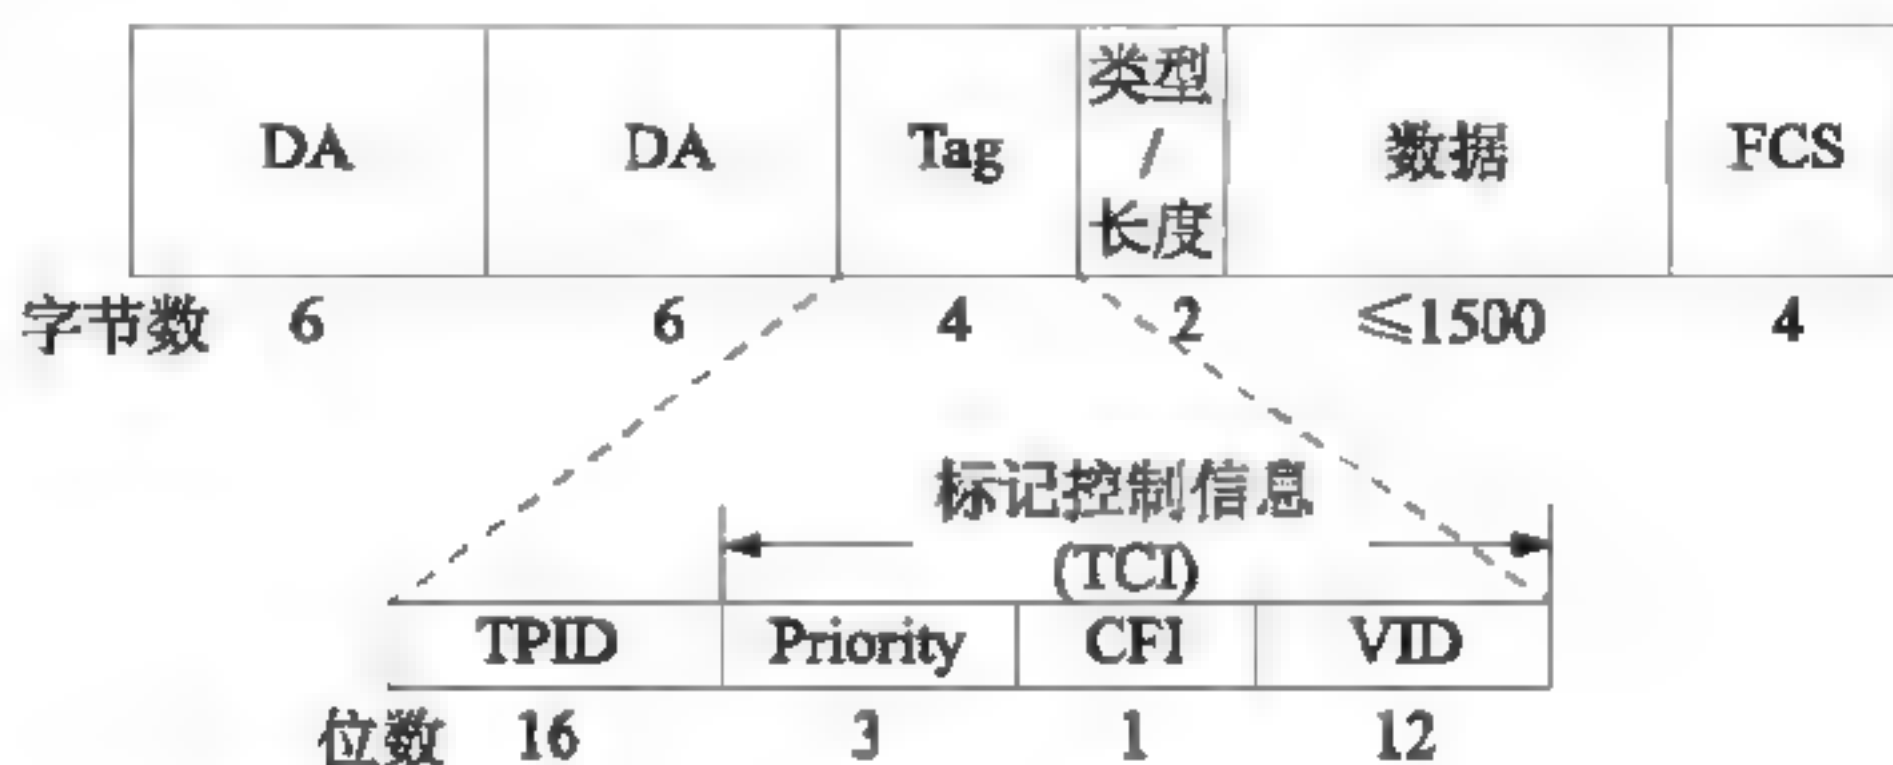 DA DA Tag 类型/长度 数据 FCS
字节数 6 6 4 2 ≤1500 4
标记控制信息
(TCI)
TPID Priority CFI VID
位数 16 3 1 12